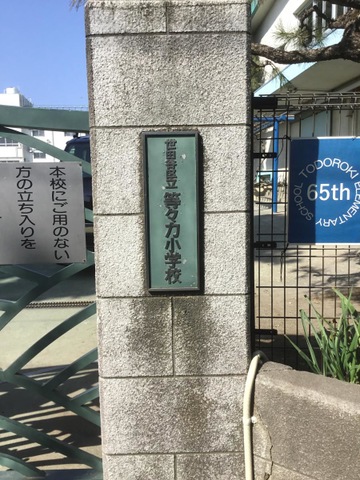 本校にご用のない
方の立ち入りを
世田谷区立 等々力小学校
TODOROKI ELEMENTARY SCHOOL
65th